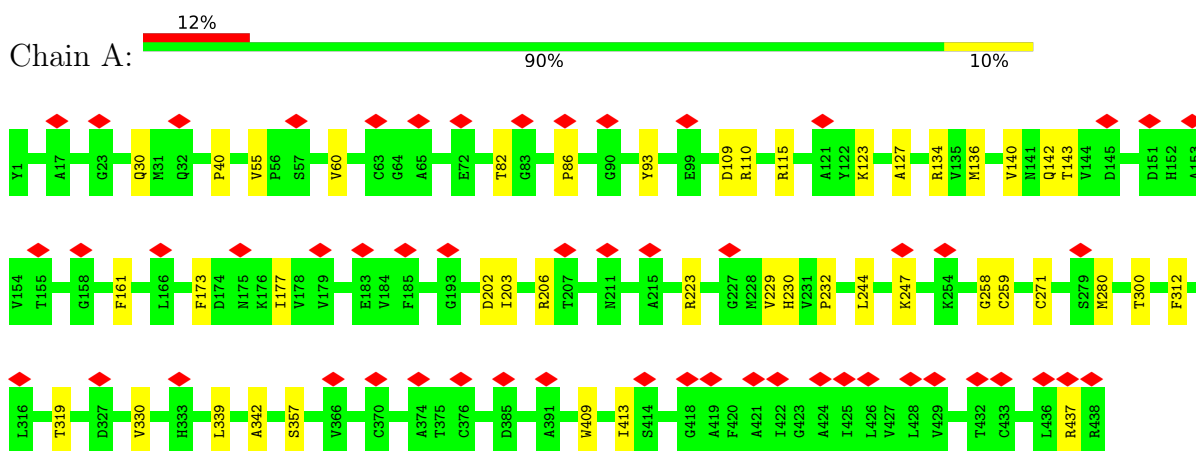 12%
Chain A:
90% 10%
Y1 A17 G23 Q30 M31 Q32 P40 V55 P56 S57 V60 C63 G64 A65 E72 T82 G83 P86 G90 Y93 E99 D109 R110 R115 A121 Y122 K123 A127 R134 V135 M136 V140 N141 Q142 T143 V144 D145 D151 H152 A153
V154 T155 G158 F161 L166 F173 D174 N175 K176 I177 V178 V179 E183 V184 F185 G193 D202 I203 R206 T207 N211 A215 R223 G227 M228 V229 H230 V231 P232 L244 K247 K254 G258 C259 C271 S279 M280 T300 F312
L316 T319 D327 V330 H333 L339 A342 S357 V366 C370 A374 T375 C376 D385 A391 W409 I413 S414 G418 A419 F420 A421 I422 G423 A424 I425 L426 V427 L428 V429 T432 C433 L436 R437 R438